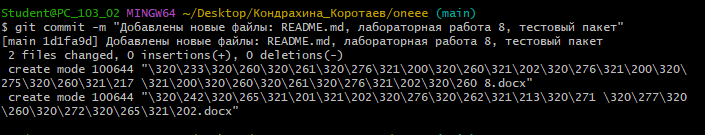 Student@PC_103_02 MINGW64 ~/Desktop/Кондрахина_Коротаев/oneee (main)
$ git commit -m "Добавлены новые файлы: README.md, лабораторная работа 8, тестовый пакет"
[main 1d1fa9d] Добавлены новые файлы: README.md, лабораторная работа 8, тестовый пакет
 2 files changed, 0 insertions(+), 0 deletions(-)
 create mode 100644 "\320\233\320\260\320\261\320\276\321\200\320\260\321\202\320\276\321\200\320\
275\320\260\321\217 \321\200\320\260\320\261\320\276\321\202\320\260 8.docx"
 create mode 100644 "\320\242\320\265\321\201\321\202\320\276\320\262\321\213\320\271 \320\277\320\
260\320\272\320\265\321\202.docx"